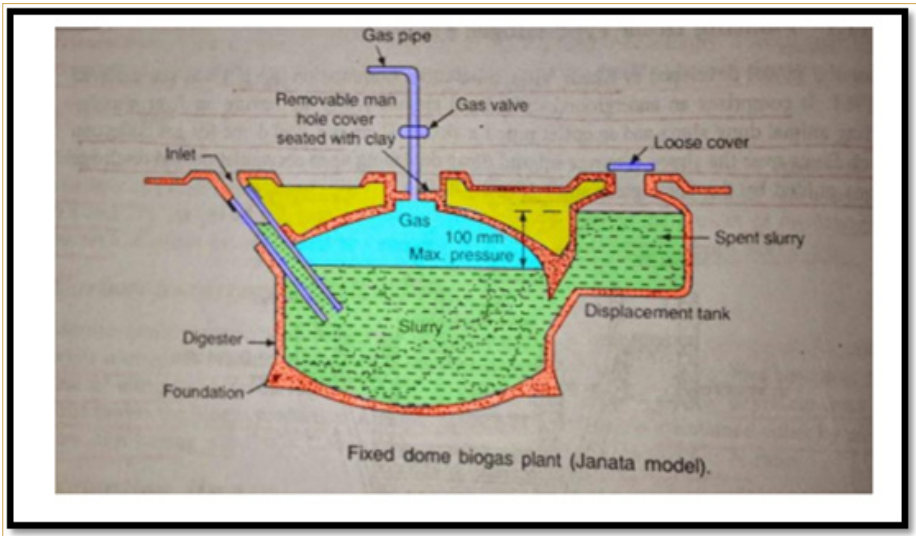 Gas pipe
Removable man
hole cover
seated with clay
Gas valve
Loose cover
Inlet
Gas
100 mm
Max. pressure
Spent slurry
Displacement tank
Slurry
Digester
Foundation
Fixed dome biogas plant (Janata model).